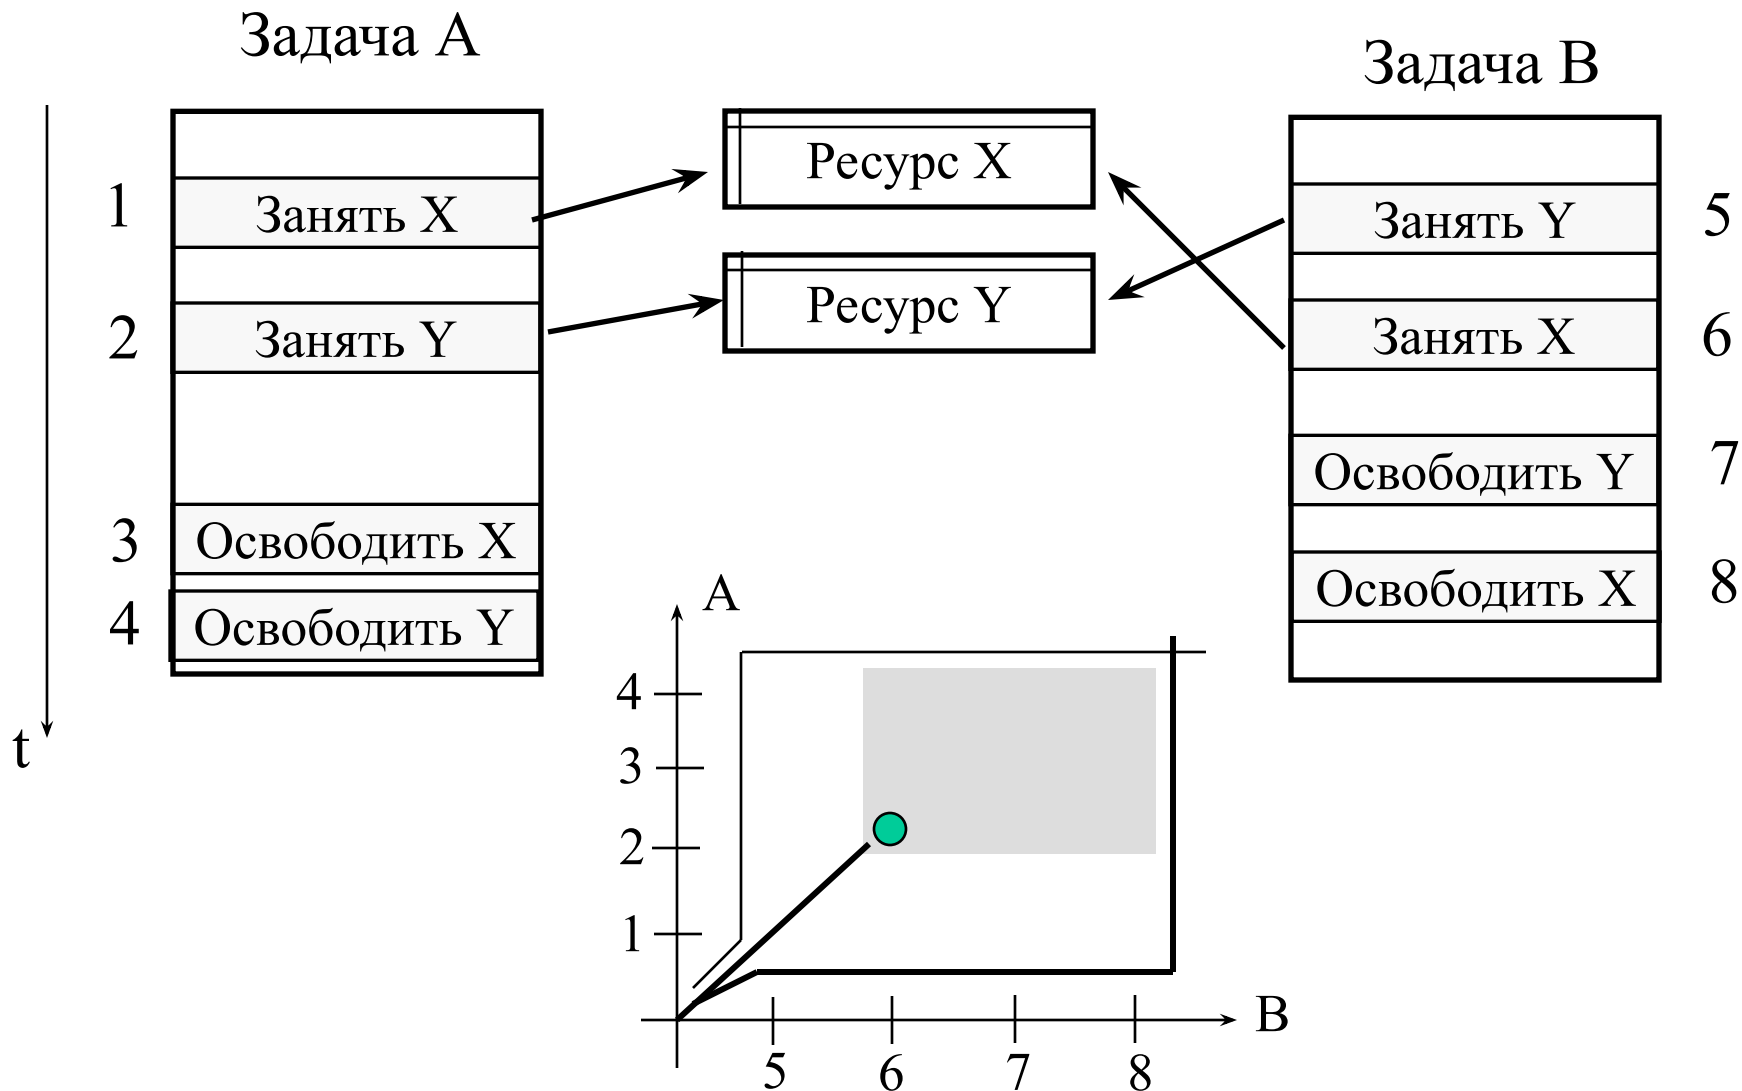 Задача A
Задача B
Ресурс X
1
Занять X
Занять Y
5
Ресурс Y
2
Занять Y
Занять X
6
Освободить Y
7
3
Освободить X
Освободить X
8
A
4
Освободить Y
4
t
3
2
1
B
5
6
7
8